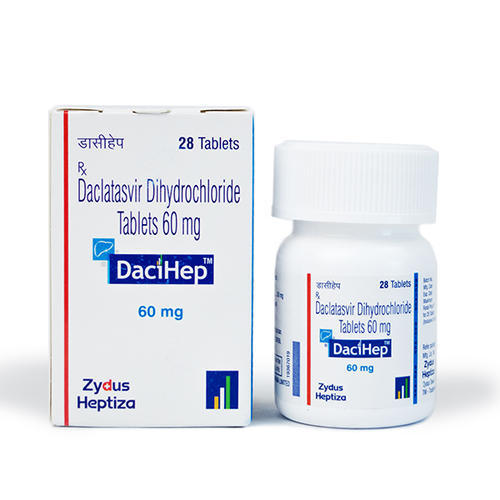 डासीहेप 28 Tablets
Rx
Daclatasvir Dihydrochloride
Tablets 60 mg
DaciHep™
60 mg
Zydus
Heptiza
डासीहेप 28 Tablets
Rx
Daclatasvir Dihydrochloride
Tablets 60 mg
DaciHep™
60 mg
Zydus
Heptiza